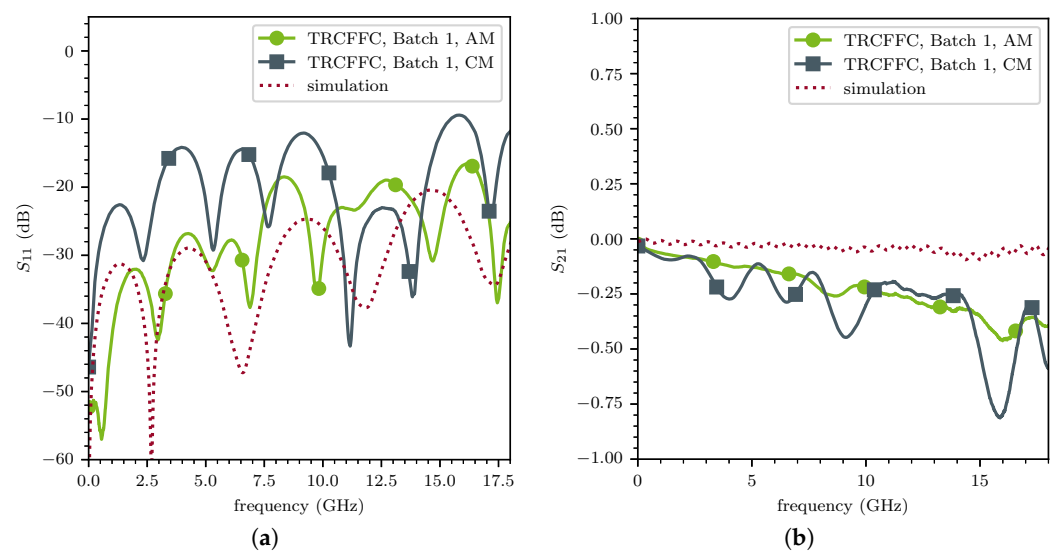 TRCFFC, Batch 1, AM
TRCFFC, Batch 1, CM
simulation
0
−10
−20
−30
−40
−50
−60
S11 (dB)
0.0 2.5 5.0 7.5 10.0 12.5 15.0 17.5
frequency (GHz)
(a)
TRCFFC, Batch 1, AM
TRCFFC, Batch 1, CM
simulation
1.00
0.75
0.50
0.25
0.00
−0.25
−0.50
−0.75
−1.00
S21 (dB)
0 5 10 15
frequency (GHz)
(b)